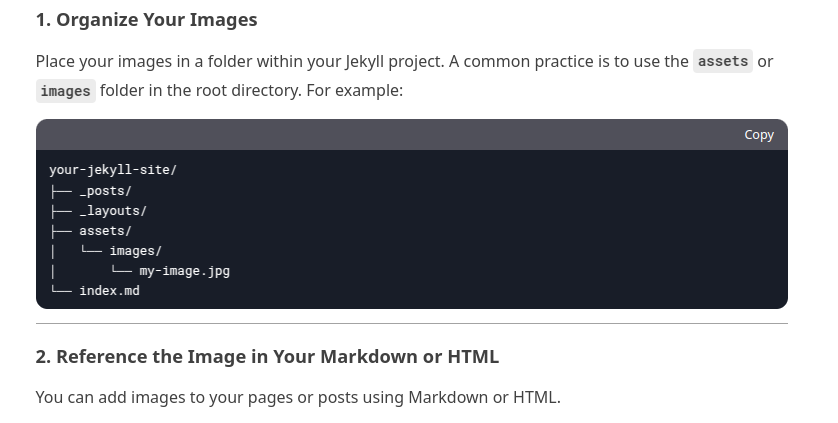 1. Organize Your Images
Place your images in a folder within your Jekyll project. A common practice is to use the assets or
images folder in the root directory. For example:
Copy
your-jekyll-site/
├── _posts/
├── _layouts/
├── assets/
│   └── images/
│       └── my-image.jpg
└── index.md
2. Reference the Image in Your Markdown or HTML
You can add images to your pages or posts using Markdown or HTML.